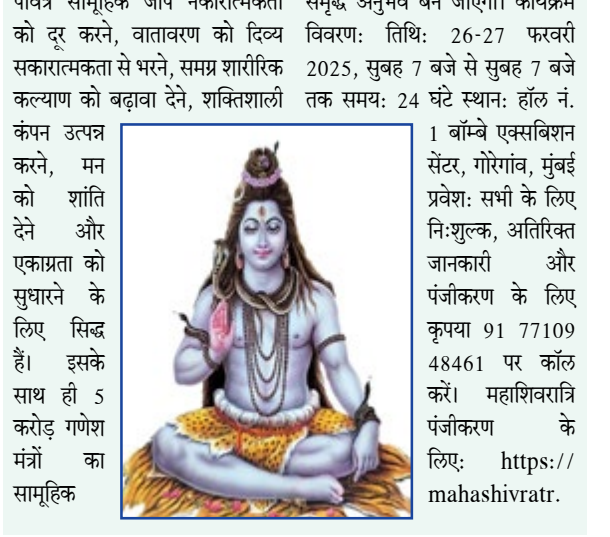 पवित्र सामूहिक जाप नकारात्मकता
को दूर करने, वातावरण को दिव्य
सकारात्मकता से भरने, समग्र शारीरिक
कल्याण को बढ़ावा देने, शक्तिशाली
कंपन उत्पन्न
करने, मन
को शांति
देने और
एकाग्रता को
सुधारने के
लिए सिद्ध
हैं। इसके
साथ ही 5
करोड़ गणेश
मंत्रों का
सामूहिक
समृद्ध अनुभव बन जाएगा। कार्यक्रम
विवरण: तिथि: 26-27 फरवरी
2025, सुबह 7 बजे से सुबह 7 बजे
तक समय: 24 घंटे स्थान: हॉल नं.
1 बॉम्बे एक्सबिशन
सेंटर, गोरेगांव, मुंबई
प्रवेश: सभी के लिए
निःशुल्क, अतिरिक्त
जानकारी और
पंजीकरण के लिए
कृपया 91 77109
48461 पर कॉल
करें। महाशिवरात्रि
पंजीकरण के
लिए: https://
mahashivratr.